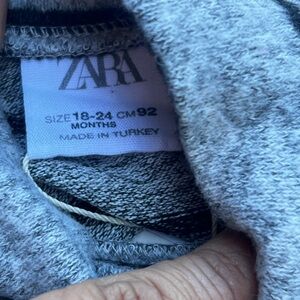 ZARA
SIZE 18-24 CM 92
MONTHS
MADE IN TURKEY